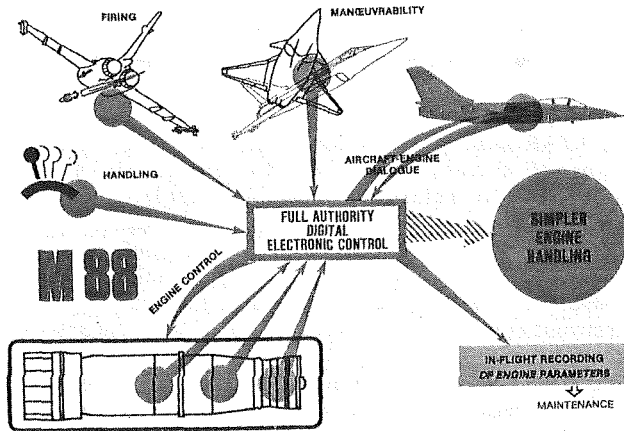 FIRING
MANŒUVRABILITY
HANDLING
AIRCRAFT-ENGINE
DIALOGUE
FULL AUTHORITY
DIGITAL
ELECTRONIC CONTROL
SIMPLER
ENGINE
HANDLING
M 88
ENGINE CONTROL
IN-FLIGHT RECORDING
OF ENGINE PARAMETERS
MAINTENANCE